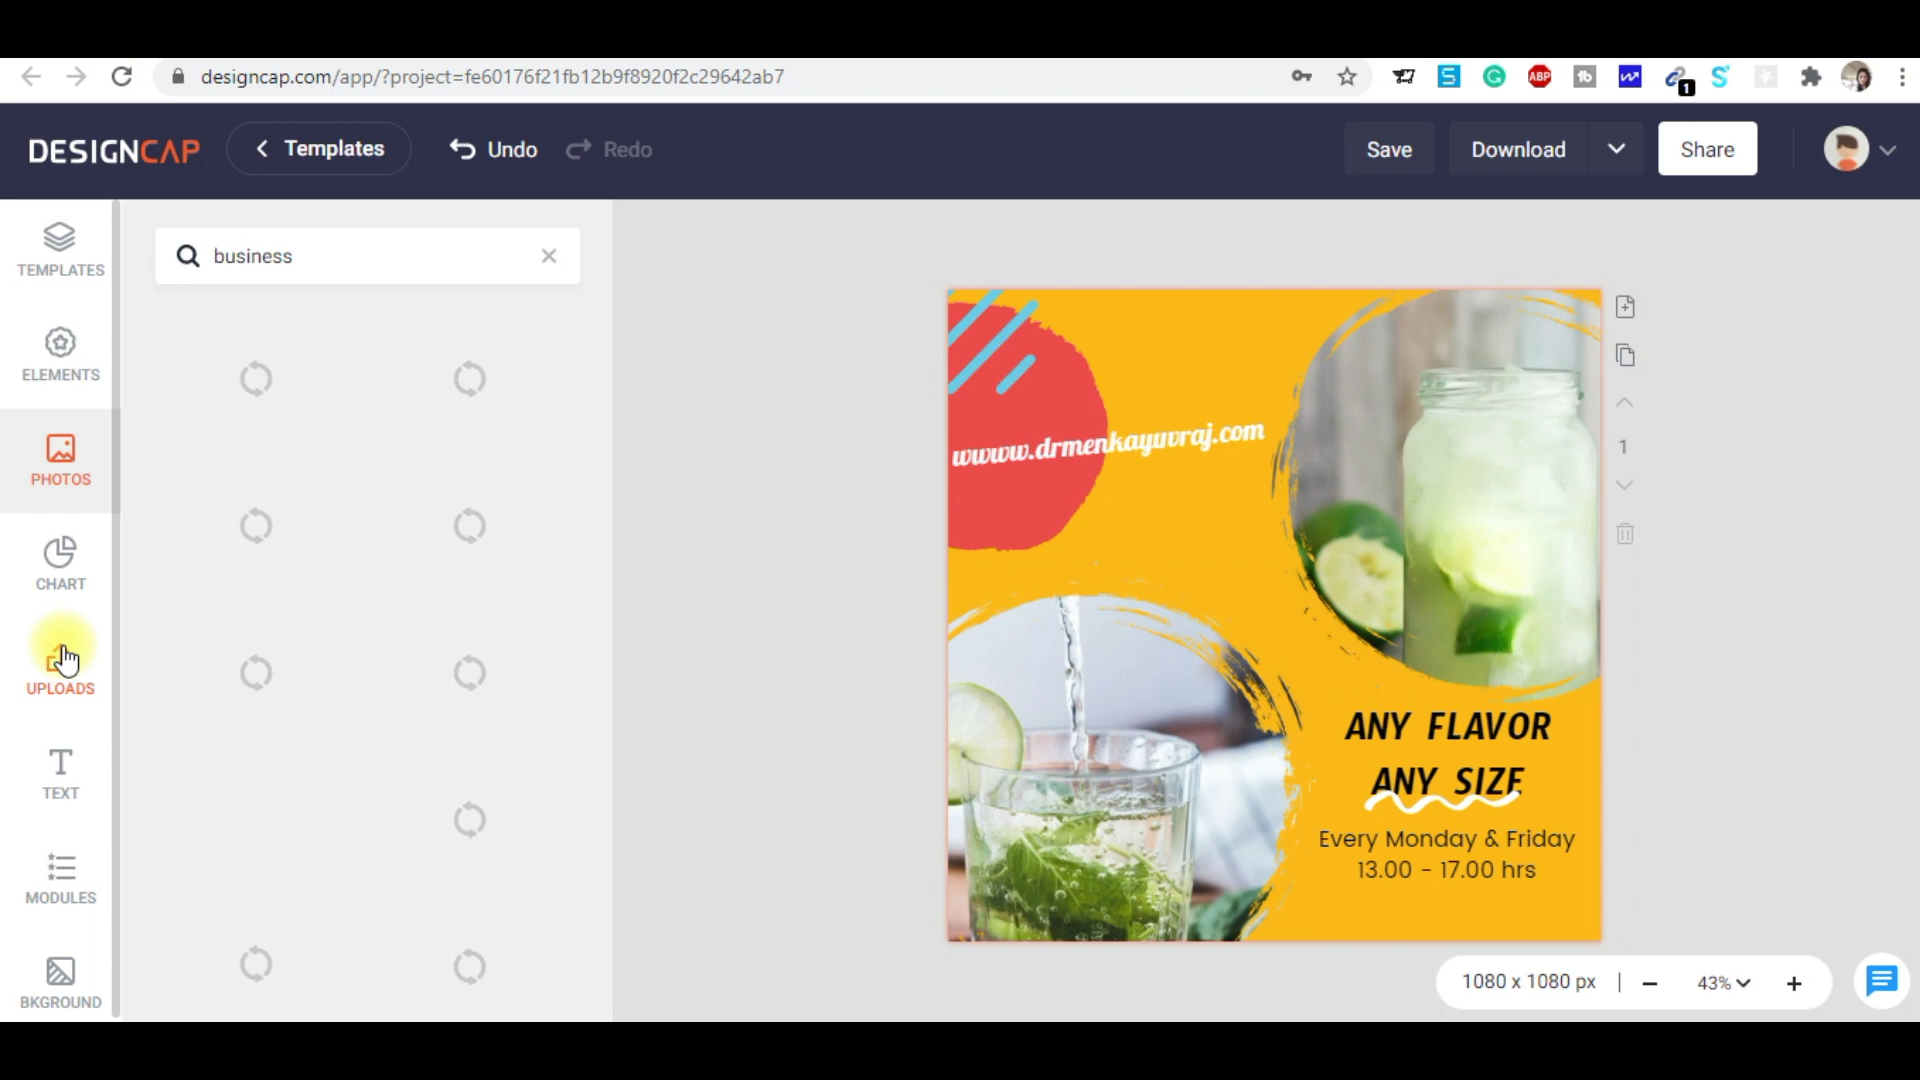 designcap.com/app/?project=fe60176f21fb12b9f8920f2c29642ab7
ABP
1
DESIGNCAP
Templates
Undo
Redo
Save
Download
Share
TEMPLATES
ELEMENTS
PHOTOS
CHART
UPLOADS
TEXT
MODULES
BKGROUND
business
www.drmenkayuvraj.com
ANY FLAVOR
ANY SIZE
Every Monday & Friday
13.00 - 17.00 hrs
1
1080 x 1080 px
43%